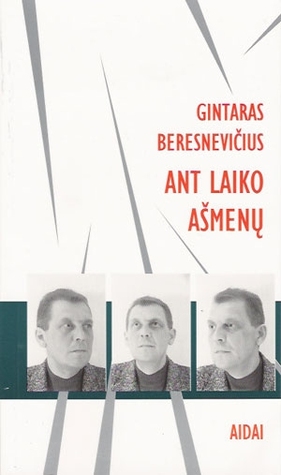 GINTARAS
BERESNEVIČIUS
ANT LAIKO
AŠMENŲ
AIDAI